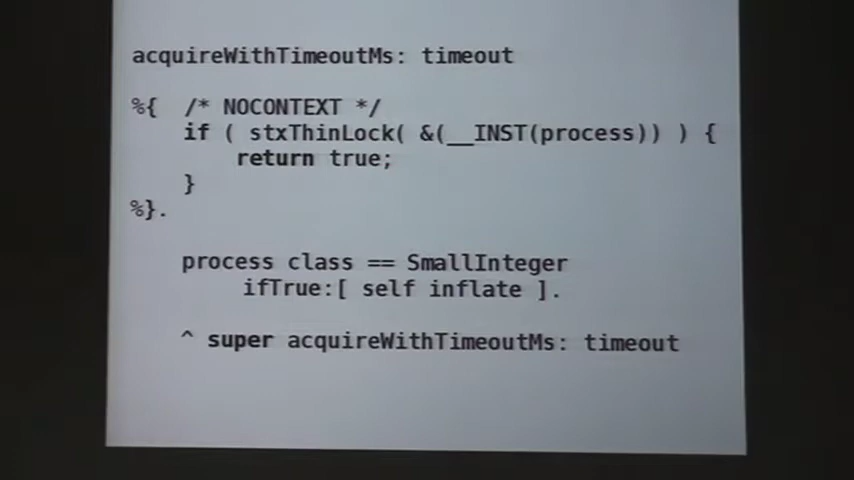 acquireWithTimeoutMs: timeout
%{ /* NOCONTEXT */
if ( stxThinLock( &(__INST(process)) ) {
return true;
}
%}.
process class == SmallInteger
ifTrue:[ self inflate ].
^ super acquireWithTimeoutMs: timeout